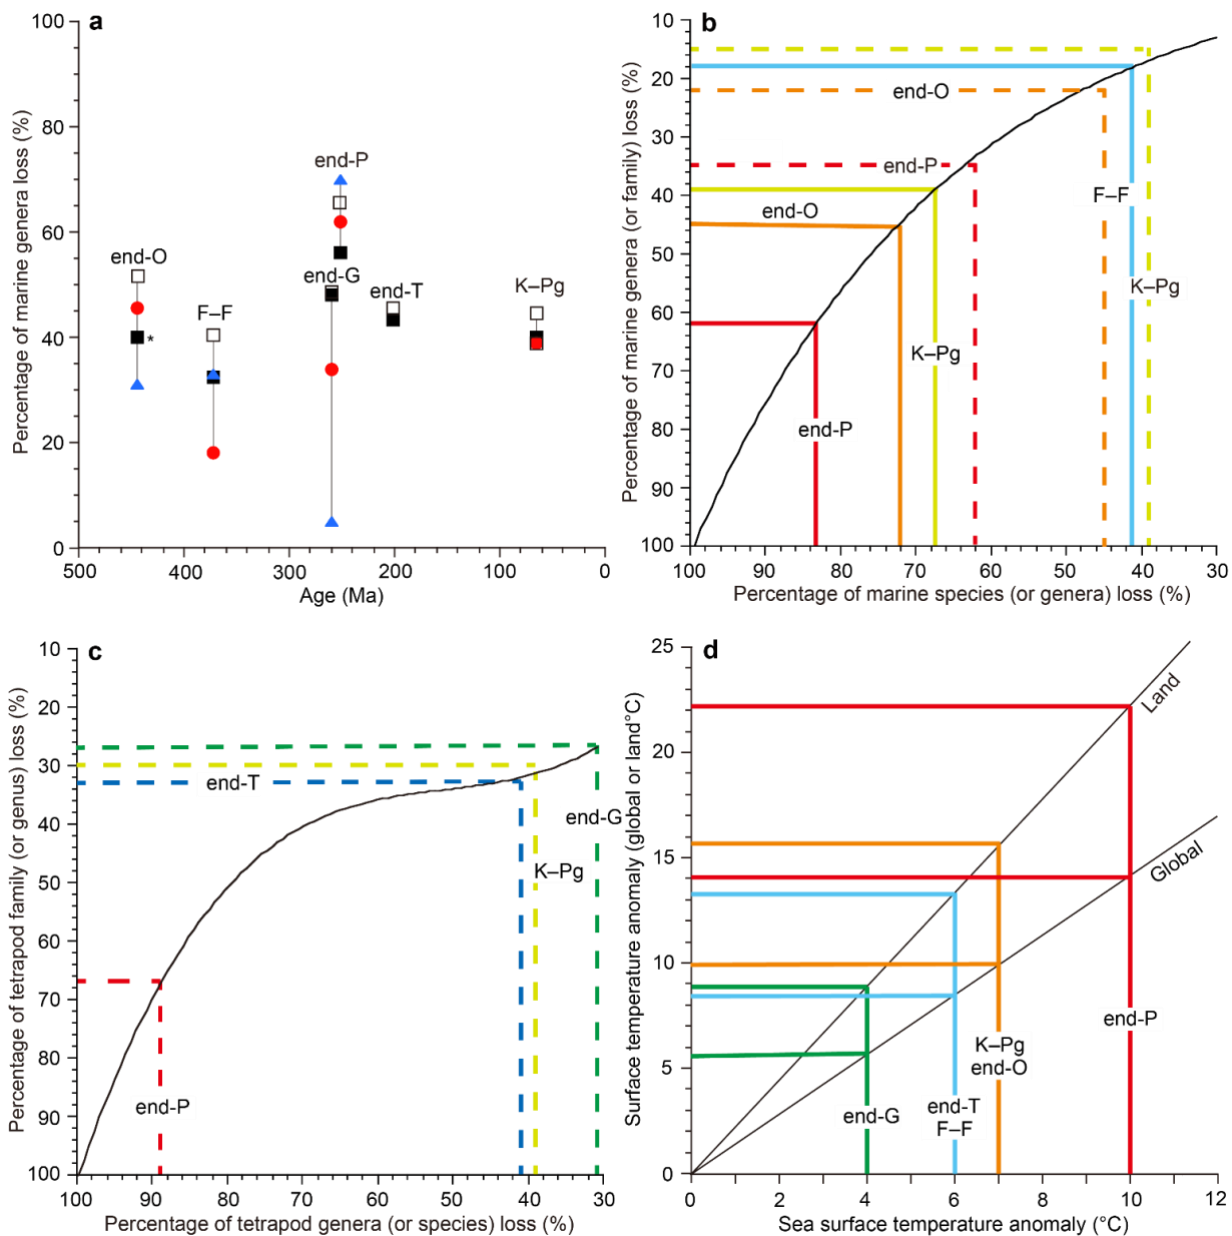 a
Percentage of marine genera loss (%)
100
80
60
40
20
0
end-P
end-O
end-G
F–F
end-T
K–Pg
*
500
400
300
200
100
0
Age (Ma)
b
Percentage of marine genera (or family) loss (%)
10
20
30
40
50
60
70
80
90
100
end-O
end-P
F–F
end-O
K–Pg
K–Pg
end-P
100
90
80
70
60
50
40
30
Percentage of marine species (or genera) loss (%)
c
Percentage of tetrapod family (or genus) loss (%)
10
20
30
40
50
60
70
80
90
100
end-T
end-G
K–Pg
end-P
100
90
80
70
60
50
40
30
Percentage of tetrapod genera (or species) loss (%)
d
Surface temperature anomaly (global or land°C)
25
20
15
10
5
0
Land
Global
end-P
K–Pg
end-O
end-T
F–F
end-G
0
2
4
6
8
10
12
Sea surface temperature anomaly (°C)